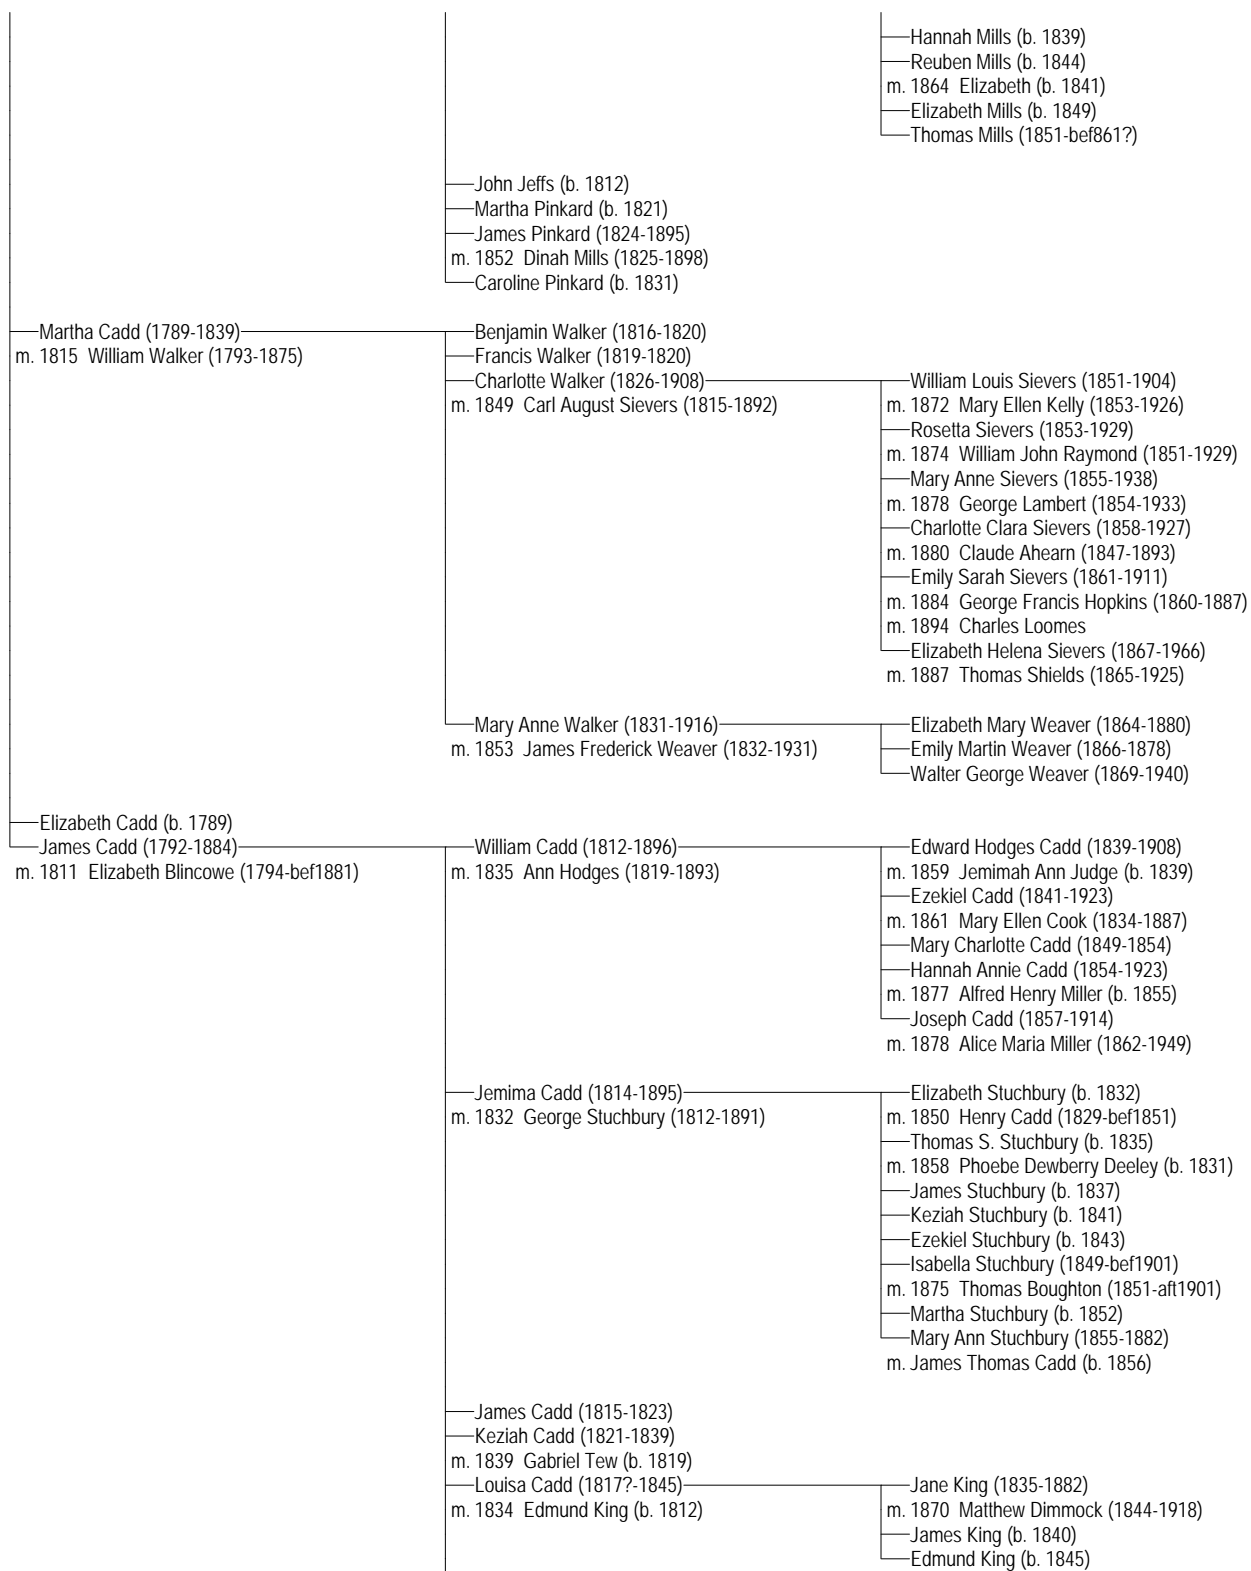 Hannah Mills (b. 1839)
Reuben Mills (b. 1844)
m. 1864  Elizabeth (b. 1841)
Elizabeth Mills (b. 1849)
Thomas Mills (1851-bef861?)
John Jeffs (b. 1812)
Martha Pinkard (b. 1821)
James Pinkard (1824-1895)
m. 1852  Dinah Mills (1825-1898)
Caroline Pinkard (b. 1831)
Martha Cadd (1789-1839)
m. 1815  William Walker (1793-1875)
Benjamin Walker (1816-1820)
Francis Walker (1819-1820)
Charlotte Walker (1826-1908)
m. 1849  Carl August Sievers (1815-1892)
William Louis Sievers (1851-1904)
m. 1872  Mary Ellen Kelly (1853-1926)
Rosetta Sievers (1853-1929)
m. 1874  William John Raymond (1851-1929)
Mary Anne Sievers (1855-1938)
m. 1878  George Lambert (1854-1933)
Charlotte Clara Sievers (1858-1927)
m. 1880  Claude Ahearn (1847-1893)
Emily Sarah Sievers (1861-1911)
m. 1884  George Francis Hopkins (1860-1887)
m. 1894  Charles Loomes
Elizabeth Helena Sievers (1867-1966)
m. 1887  Thomas Shields (1865-1925)
Mary Anne Walker (1831-1916)
m. 1853  James Frederick Weaver (1832-1931)
Elizabeth Mary Weaver (1864-1880)
Emily Martin Weaver (1866-1878)
Walter George Weaver (1869-1940)
Elizabeth Cadd (b. 1789)
James Cadd (1792-1884)
m. 1811  Elizabeth Blincowe (1794-bef1881)
William Cadd (1812-1896)
m. 1835  Ann Hodges (1819-1893)
Edward Hodges Cadd (1839-1908)
m. 1859  Jemimah Ann Judge (b. 1839)
Ezekiel Cadd (1841-1923)
m. 1861  Mary Ellen Cook (1834-1887)
Mary Charlotte Cadd (1849-1854)
Hannah Annie Cadd (1854-1923)
m. 1877  Alfred Henry Miller (b. 1855)
Joseph Cadd (1857-1914)
m. 1878  Alice Maria Miller (1862-1949)
Jemima Cadd (1814-1895)
m. 1832  George Stuchbury (1812-1891)
Elizabeth Stuchbury (b. 1832)
m. 1850  Henry Cadd (1829-bef1851)
Thomas S. Stuchbury (b. 1835)
m. 1858  Phoebe Dewberry Deeley (b. 1831)
James Stuchbury (b. 1837)
Keziah Stuchbury (b. 1841)
Ezekiel Stuchbury (b. 1843)
Isabella Stuchbury (1849-bef1901)
m. 1875  Thomas Boughton (1851-aft1901)
Martha Stuchbury (b. 1852)
Mary Ann Stuchbury (1855-1882)
m. James Thomas Cadd (b. 1856)
James Cadd (1815-1823)
Keziah Cadd (1821-1839)
m. 1839  Gabriel Tew (b. 1819)
Louisa Cadd (1817?-1845)
m. 1834  Edmund King (b. 1812)
Jane King (1835-1882)
m. 1870  Matthew Dimmock (1844-1918)
James King (b. 1840)
Edmund King (b. 1845)